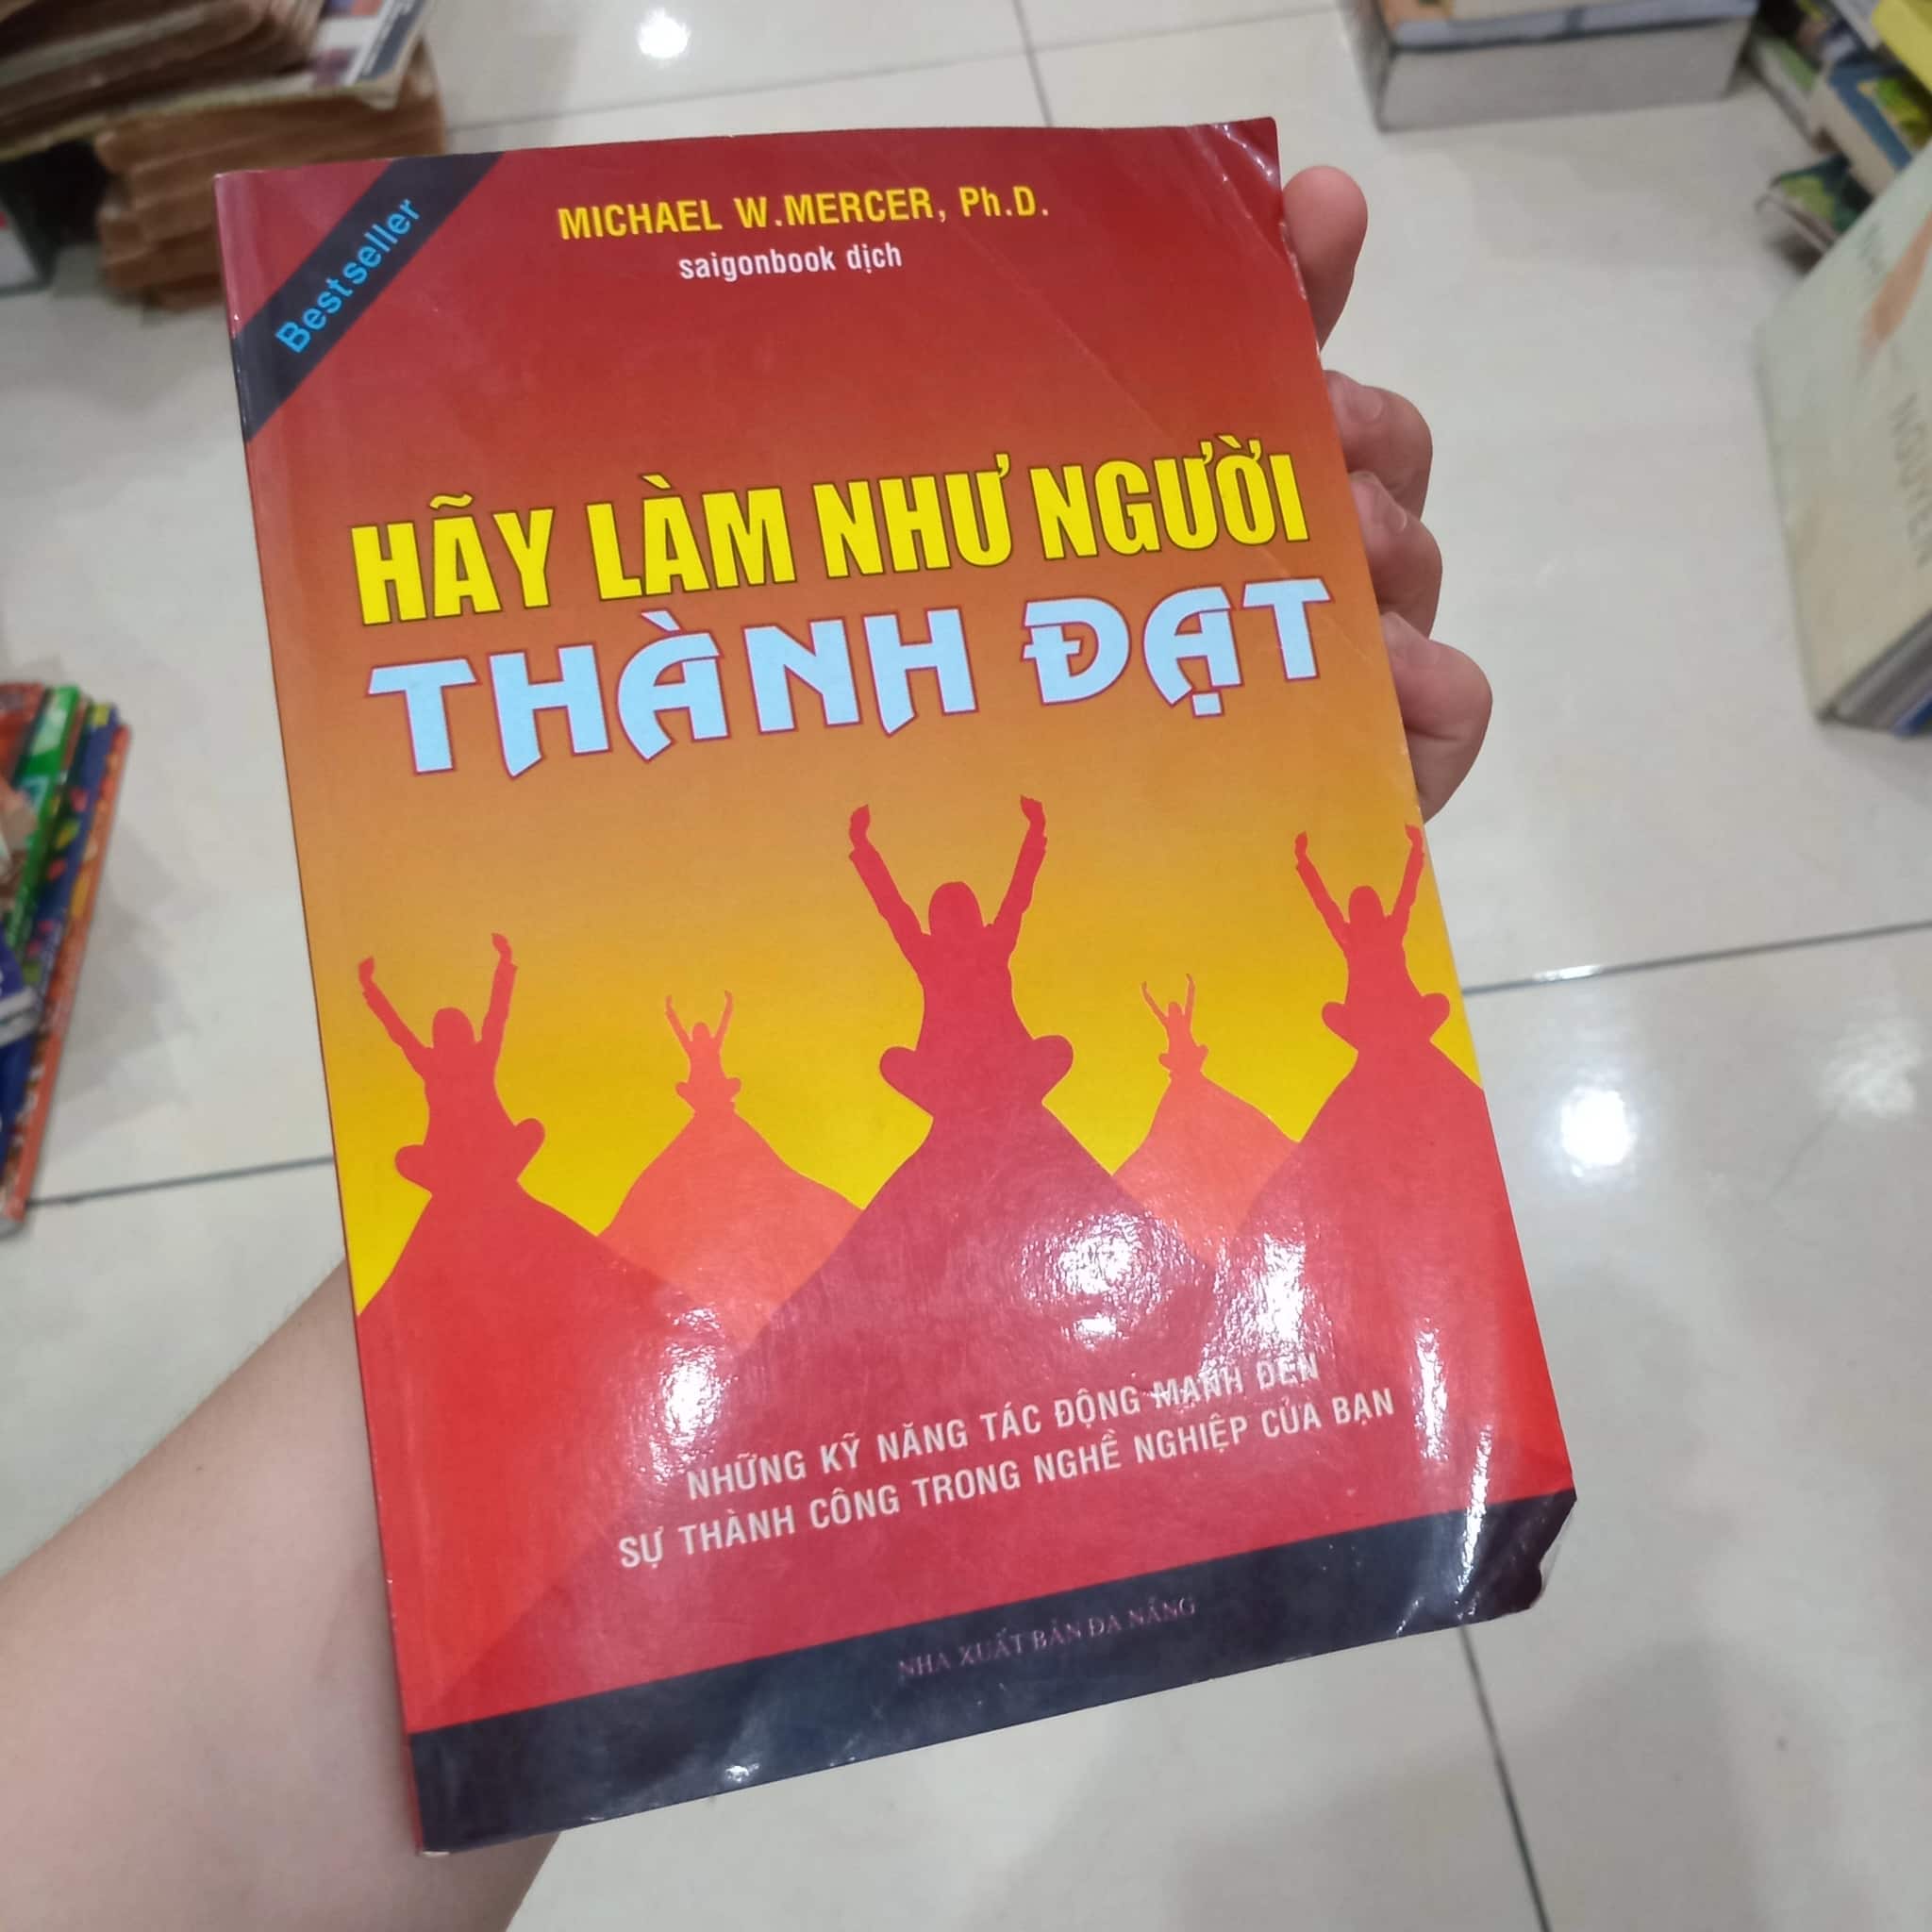 Bestseller
MICHAEL W.MERCER, Ph.D.
saigonbook dịch
HÃY LÀM NHƯ NGƯỜI
THÀNH ĐẠT
NHỮNG KỸ NĂNG TÁC ĐỘNG MẠNH ĐẾN
SỰ THÀNH CÔNG TRONG NGHỀ NGHIỆP CỦA BẠN
NHÀ XUẤT BẢN ĐÀ NẴNG